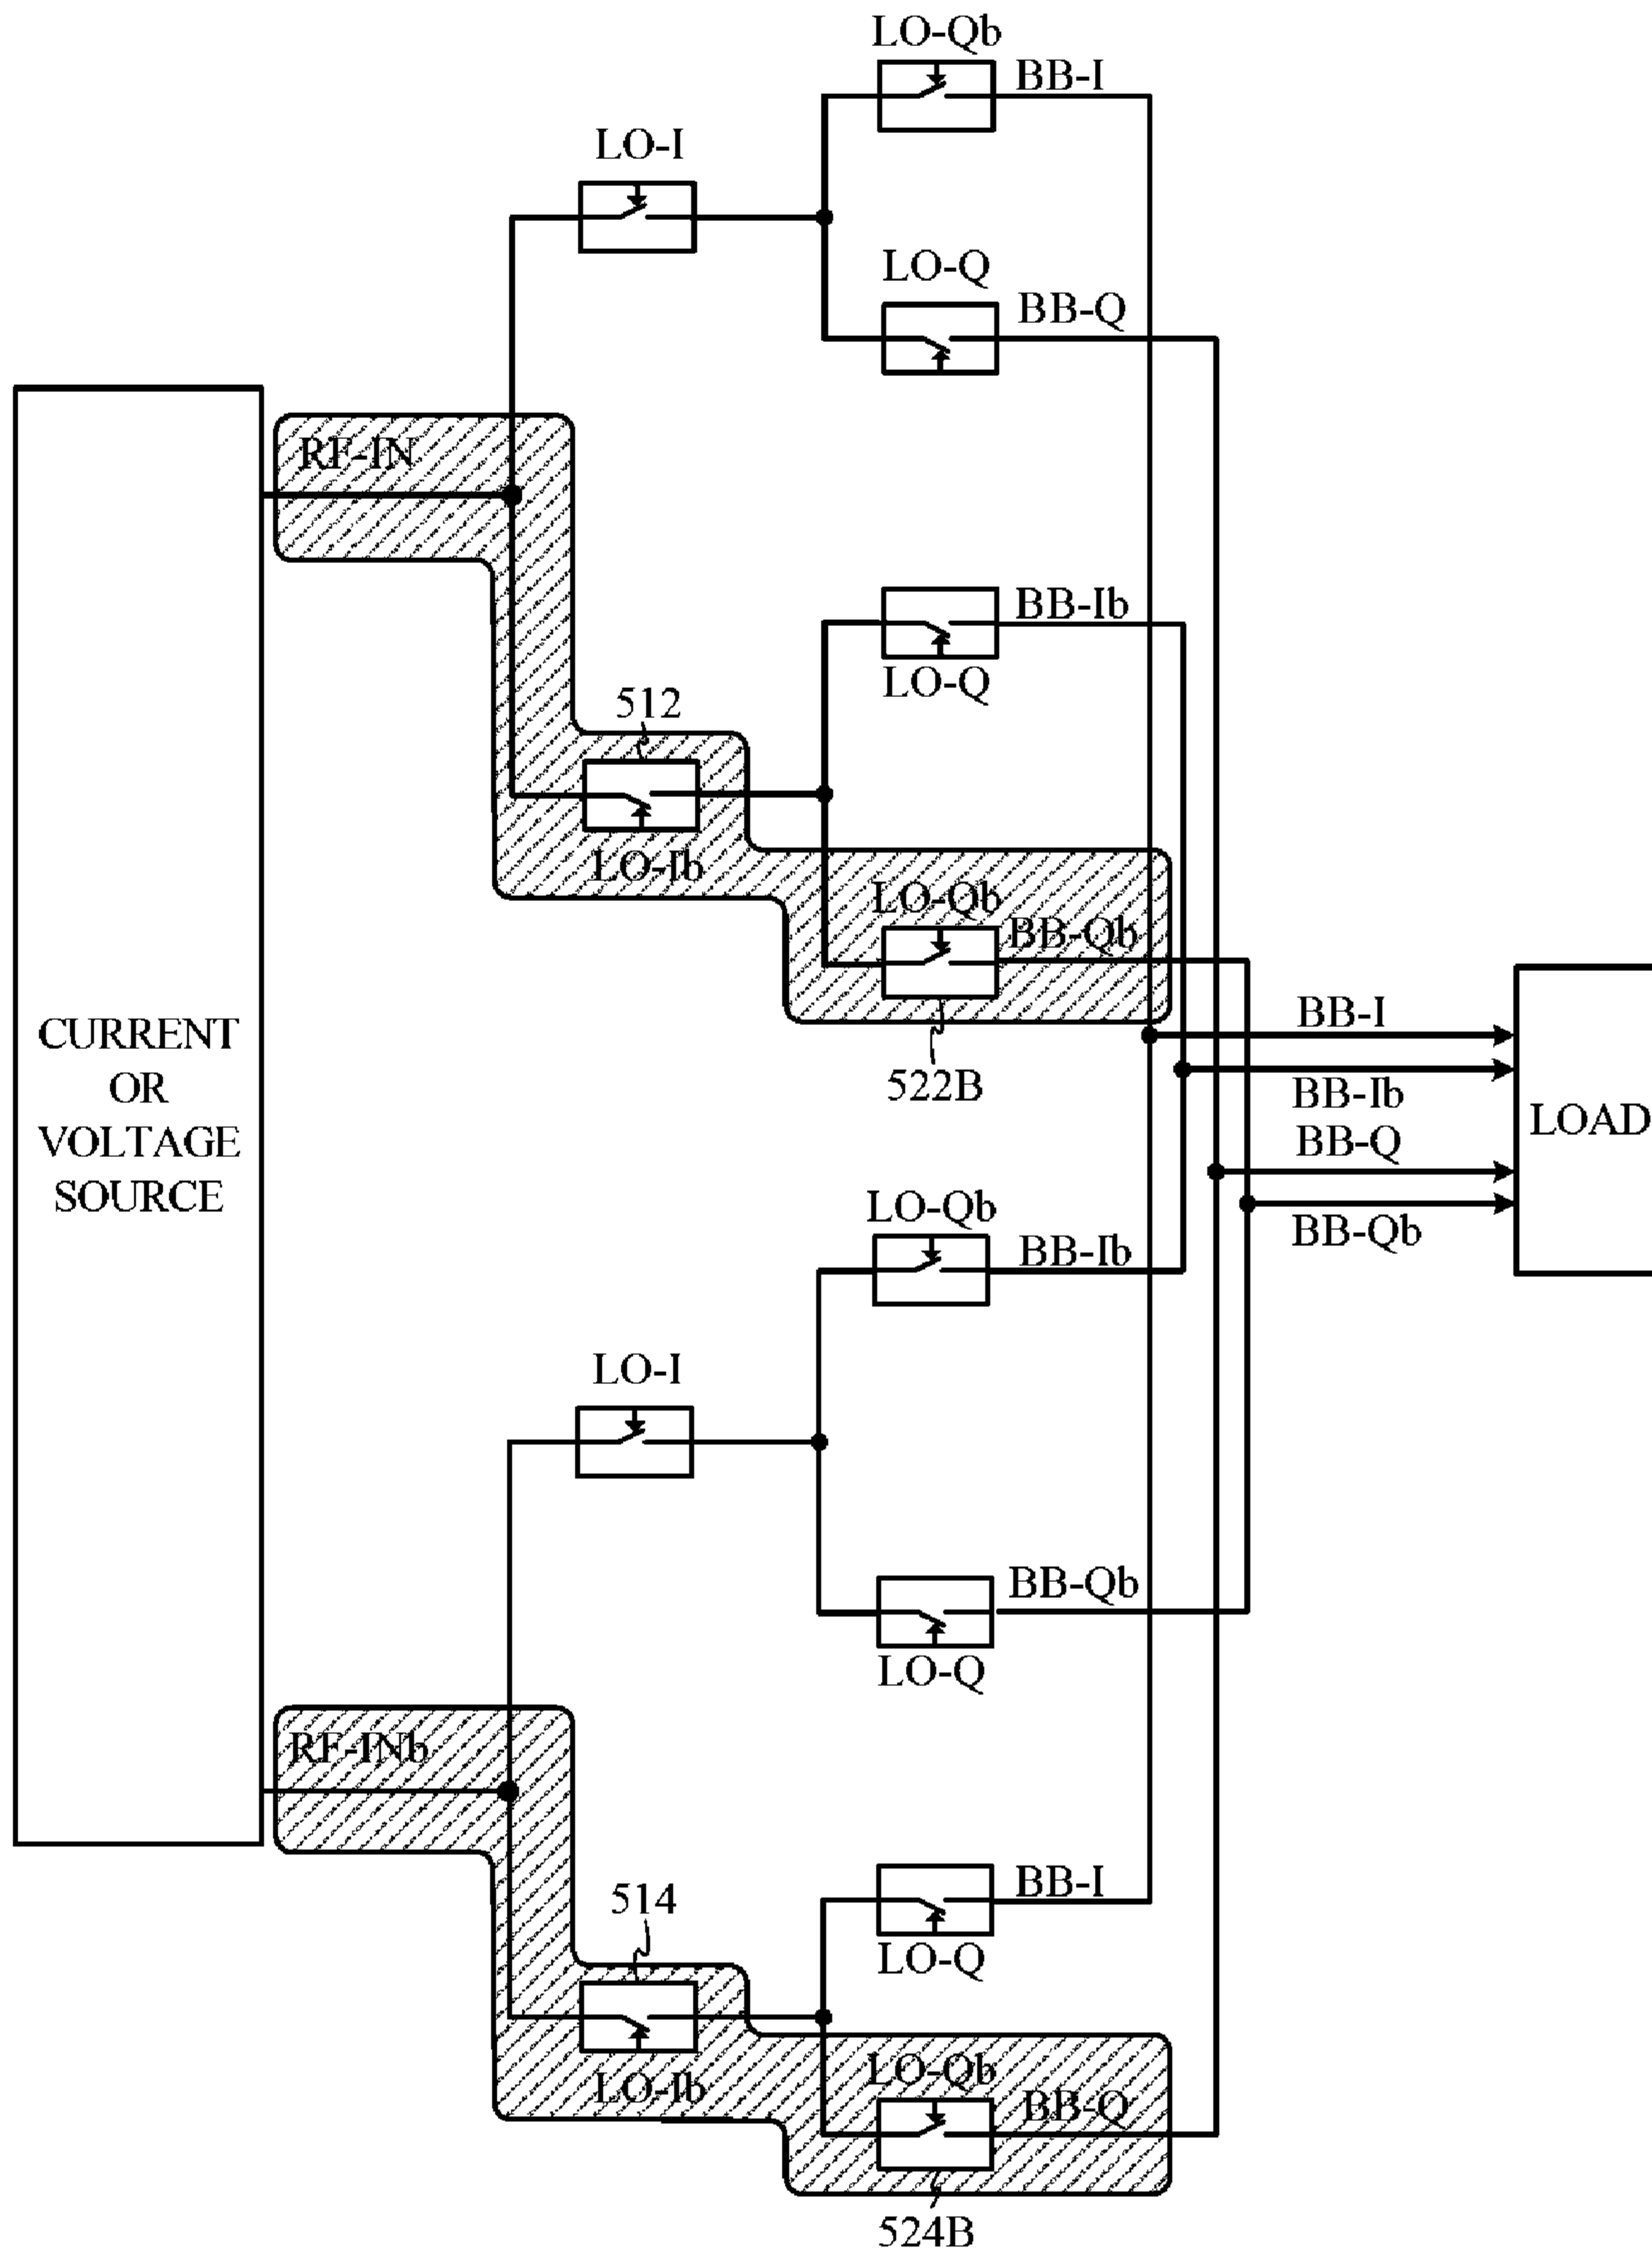 LO-Qb
BB-I
LO-I
LO-Q
BB-Q
RF-IN
BB-Ib
LO-Q
512
LO-Ib
LO-Qb
BB-Qb
522B
CURRENT
OR
VOLTAGE
SOURCE
BB-I
BB-Ib
BB-Q
BB-Qb
LOAD
LO-Qb
BB-Ib
LO-I
BB-Qb
LO-Q
RF-INb
BB-I
LO-Q
514
LO-Ib
LO-Qb
BB-Q
524B